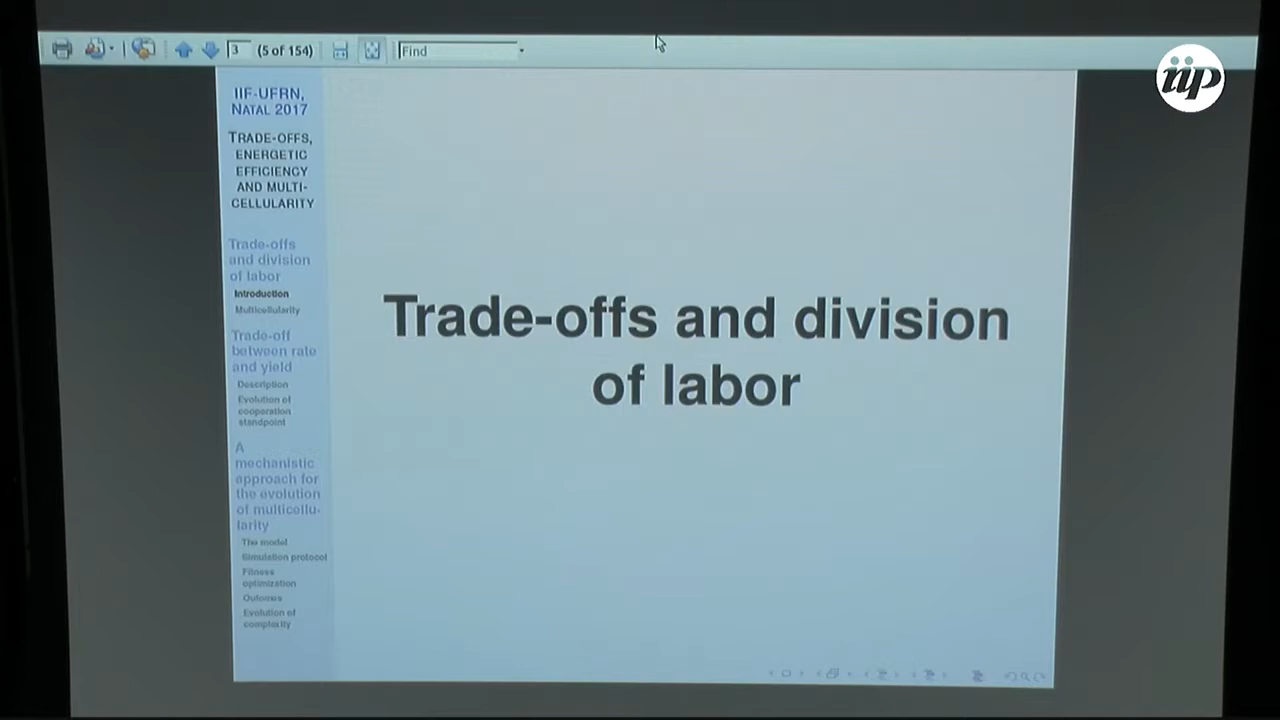 3 (5 of 154) Find
iip
IIF-UFRN,
NATAL 2017
TRADE-OFFS,
ENERGETIC
EFFICIENCY
AND MULTI-
CELLULARITY
Trade-offs
and division
of labor
Introduction
Multicellularity
Trade-off
between rate
and yield
Description
Evolution of
cooperation
standpoint
A
mechanistic
approach for
the evolution
of multicellu-
larity
The model
Simulation protocol
Fitness
optimization
Outcomes
Evolution of
complexity
Trade-offs and division
of labor